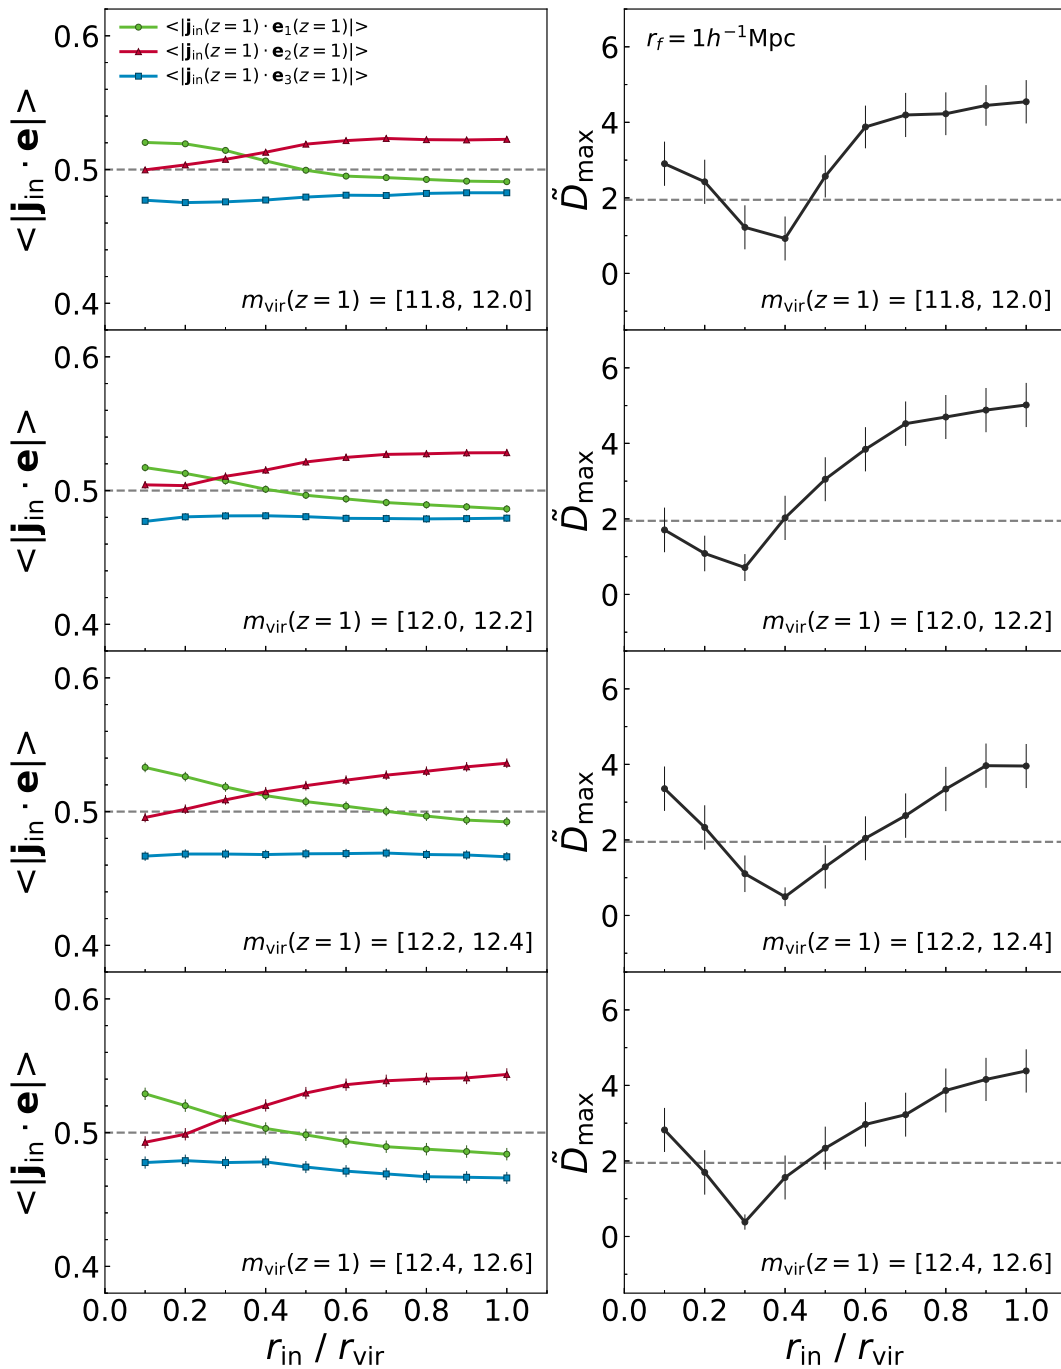 0.6
0.5
0.4
<|j_in · e|>
<|j_in(z = 1) · e_1(z = 1)|>
<|j_in(z = 1) · e_2(z = 1)|>
<|j_in(z = 1) · e_3(z = 1)|>
m_vir(z = 1) = [11.8, 12.0]
6
4
2
0
D̃_max
r_f = 1h^{-1}Mpc
m_vir(z = 1) = [11.8, 12.0]
0.6
0.5
0.4
<|j_in · e|>
m_vir(z = 1) = [12.0, 12.2]
6
4
2
0
D̃_max
m_vir(z = 1) = [12.0, 12.2]
0.6
0.5
0.4
<|j_in · e|>
m_vir(z = 1) = [12.2, 12.4]
6
4
2
0
D̃_max
m_vir(z = 1) = [12.2, 12.4]
0.6
0.5
0.4
<|j_in · e|>
m_vir(z = 1) = [12.4, 12.6]
0.0 0.2 0.4 0.6 0.8 1.0
r_in / r_vir
6
4
2
0
D̃_max
m_vir(z = 1) = [12.4, 12.6]
0.0 0.2 0.4 0.6 0.8 1.0
r_in / r_vir